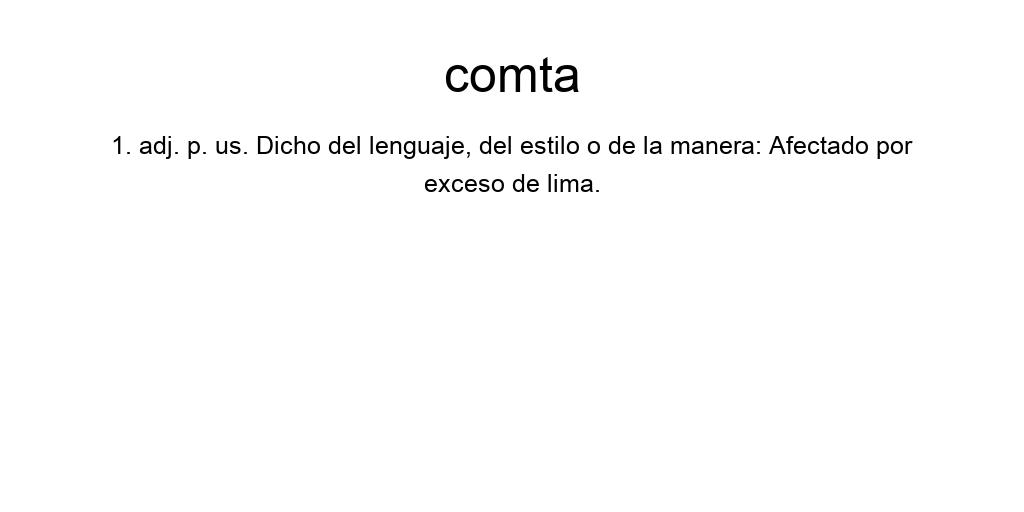 comta
1. adj. p. us. Dicho del lenguaje, del estilo o de la manera: Afectado por
exceso de lima.